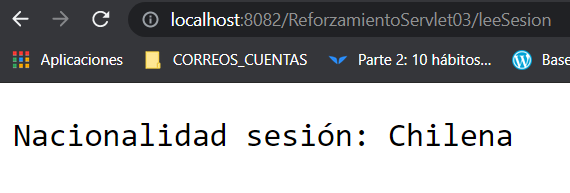 localhost:8082/ReforzamientoServlet03/leeSesion
Aplicaciones CORREOS_CUENTAS Parte 2: 10 hábitos... Base
Nacionalidad sesión: Chilena